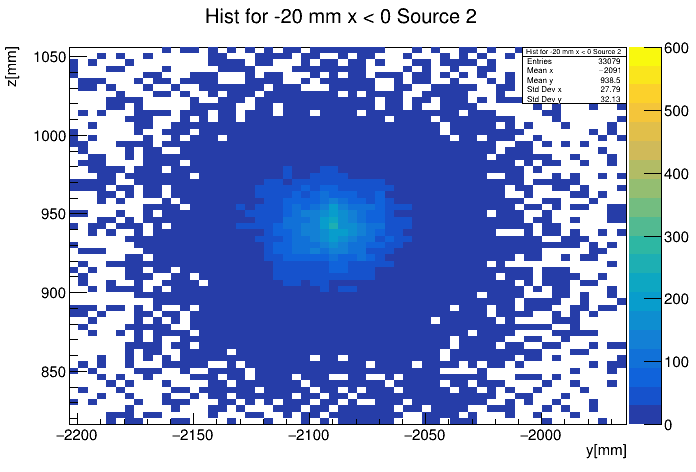 Hist for -20 mm x < 0 Source 2
z[mm]
Hist for -20 mm x < 0 Source 2
Entries 33079
Mean x −2091
Mean y 938.5
Std Dev x 27.79
Std Dev y 32.13
1050
1000
950
900
850
600
500
400
300
200
100
0
−2200 −2150 −2100 −2050 −2000
y[mm]